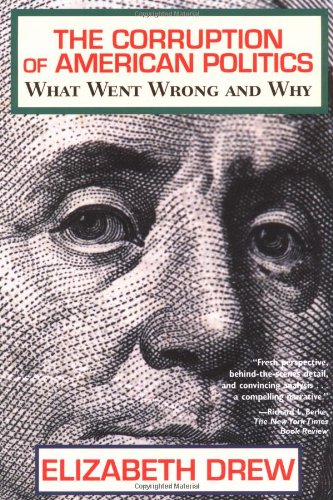 THE CORRUPTION
OF AMERICAN POLITICS
WHAT WENT WRONG AND WHY
"Fresh perspective,
behind-the-scenes detail,
and convincing analysis . . .
a compelling narrative."
—Richard L. Berke,
The New York Times
Book Review
ELIZABETH DREW